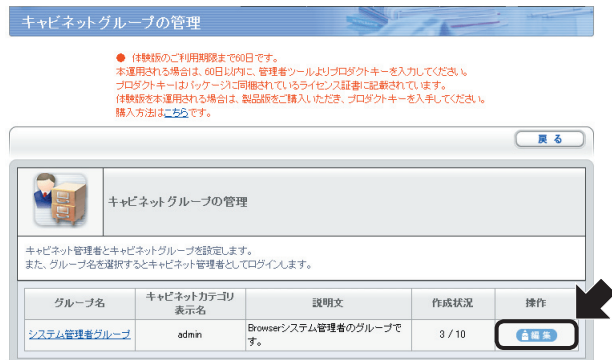 キャビネットグループの管理
● 体験版のご利用期限まで60日です。
本運用される場合は、60日以内に、管理者ツールよりプロダクトキーを入力してください。
プロダクトキーはパッケージに同梱されているライセンス証書に記載されています。
体験版を本運用される場合は、製品版をご購入いただき、プロダクトキーを入手してください。
購入方法はこちらです。
戻る
キャビネットグループの管理
キャビネット管理者とキャビネットグループを設定します。
また、グループ名を選択するとキャビネット管理者としてログインします。
グループ名 キャビネットカテゴリ表示名 説明文 作成状況 操作
システム管理者グループ admin Browserシステム管理者のグループです。 3 / 10 編集